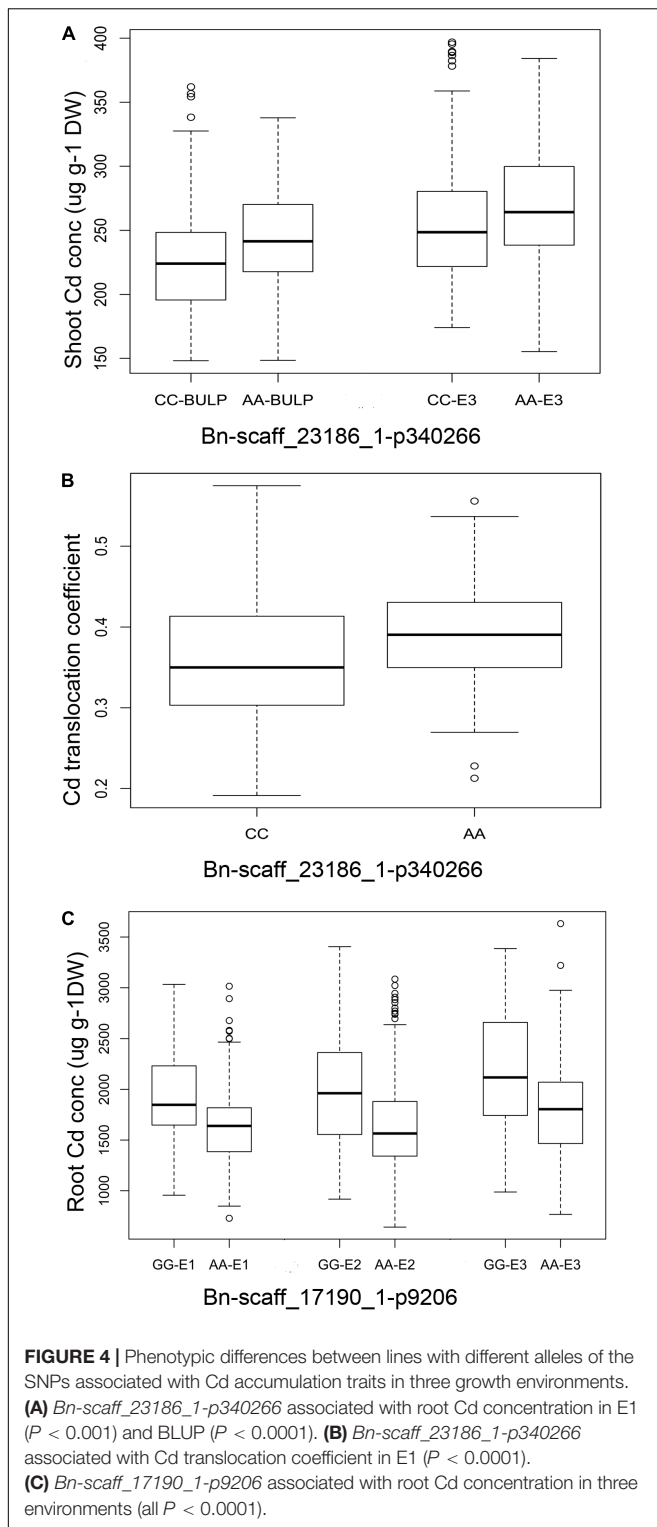 A
Shoot Cd conc (ug g-1 DW)
400
350
300
250
200
150
CC-BULP AA-BULP CC-E3 AA-E3
Bn-scaff_23186_1-p340266
B
Cd translocation coefficient
0.5
0.4
0.3
0.2
CC AA
Bn-scaff_23186_1-p340266
C
Root Cd conc (ug g-1DW)
3500
3000
2500
2000
1500
1000
GG-E1 AA-E1 GG-E2 AA-E2 GG-E3 AA-E3
Bn-scaff_17190_1-p9206
FIGURE 4 | Phenotypic differences between lines with different alleles of the
SNPs associated with Cd accumulation traits in three growth environments.
(A) Bn-scaff_23186_1-p340266 associated with root Cd concentration in E1
(P < 0.001) and BLUP (P < 0.0001). (B) Bn-scaff_23186_1-p340266
associated with Cd translocation coefficient in E1 (P < 0.0001).
(C) Bn-scaff_17190_1-p9206 associated with root Cd concentration in three
environments (all P < 0.0001).